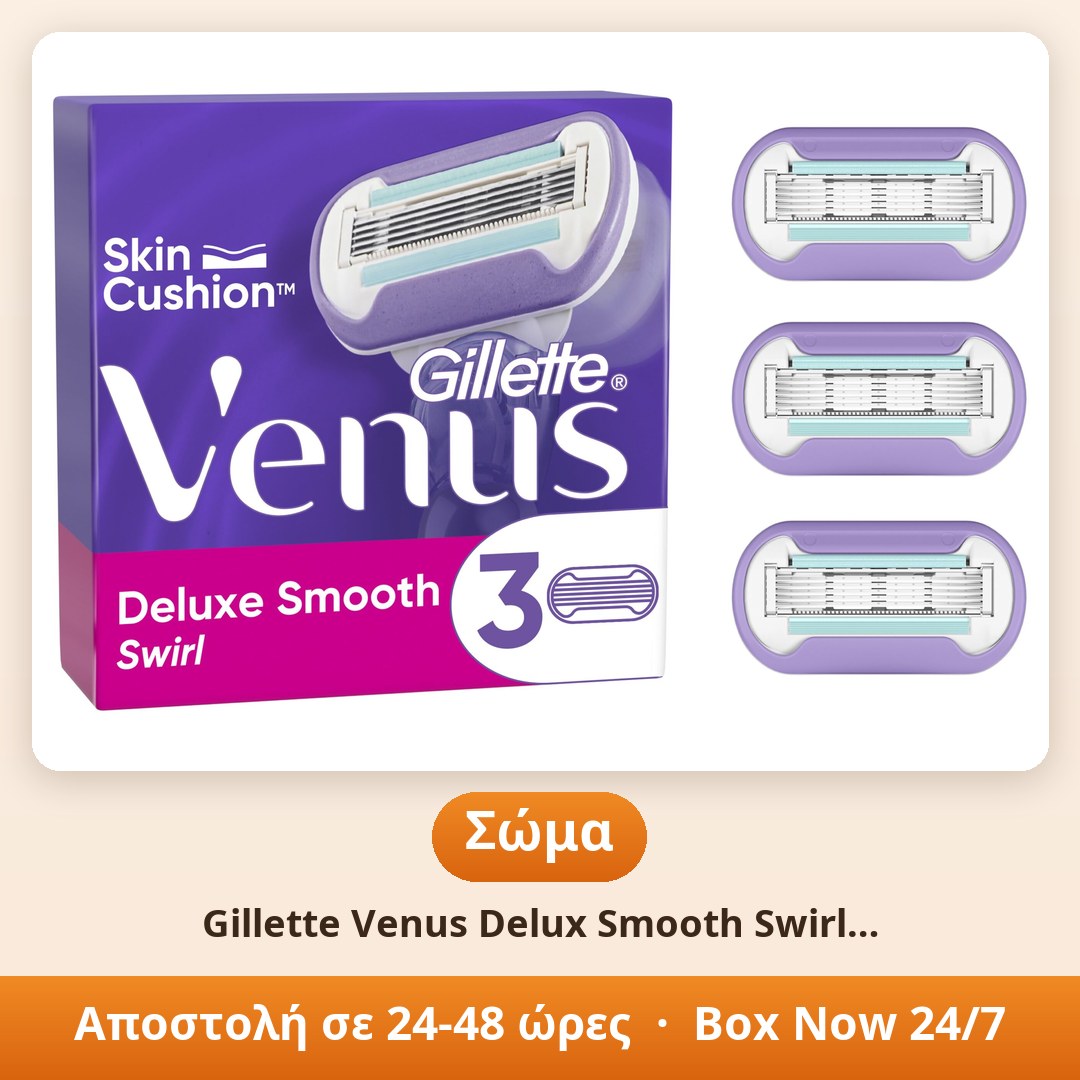 Skin
Cushion™
Gillette®
Venus
Deluxe Smooth
Swirl
3
Σώμα
Gillette Venus Delux Smooth Swirl...
Αποστολή σε 24-48 ώρες · Box Now 24/7